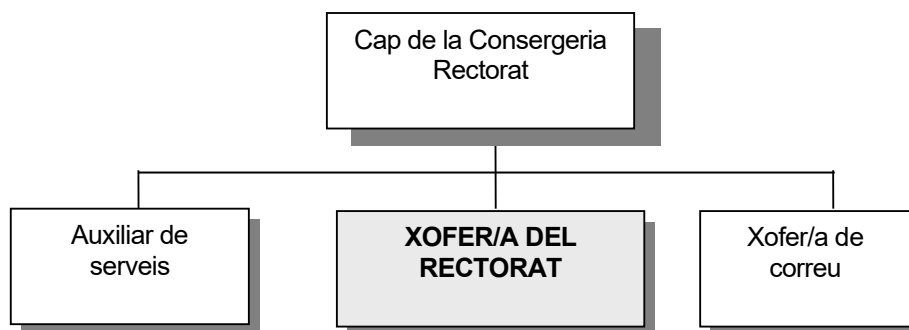 Cap de la Consergeria
Rectorat
Auxiliar de
serveis
XOFER/A DEL
RECTORAT
Xofer/a de
correu